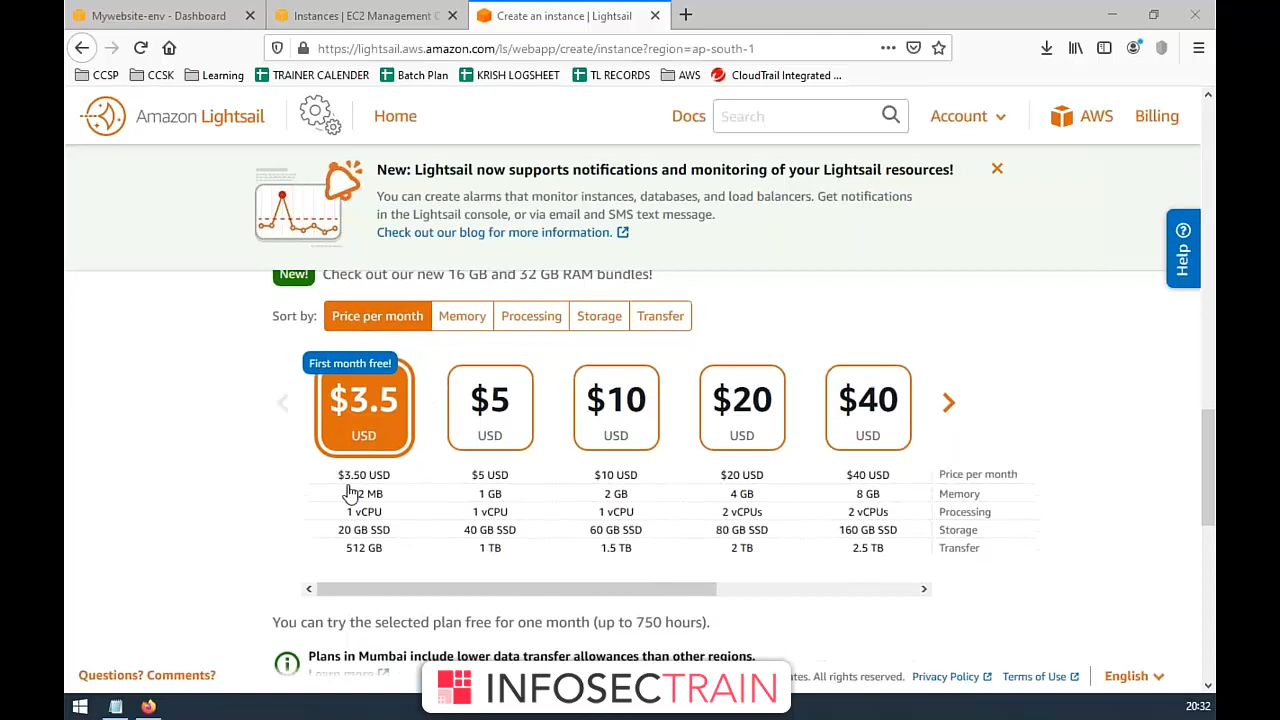 Mywebsite-env - Dashboard
Instances | EC2 Management C
Create an instance | Lightsail
https://lightsail.aws.amazon.com/ls/webapp/create/instance?region=ap-south-1
CCSP
CCSK
Learning
TRAINER CALENDER
Batch Plan
KRISH LOGSHEET
TL RECORDS
AWS
CloudTrail Integrated ...
Amazon Lightsail
Home
Docs
Search
Account
AWS
Billing
New: Lightsail now supports notifications and monitoring of your Lightsail resources!
You can create alarms that monitor instances, databases, and load balancers. Get notifications
in the Lightsail console, or via email and SMS text message.
Check out our blog for more information.
Help
New! Check out our new 16 GB and 32 GB RAM bundles!
Sort by: Price per month Memory Processing Storage Transfer
First month free!
$3.5 $5 $10 $20 $40
USD USD USD USD USD
$3.50 USD $5 USD $10 USD $20 USD $40 USD Price per month
2 MB 1 GB 2 GB 4 GB 8 GB Memory
1 vCPU 1 vCPU 1 vCPU 2 vCPUs 2 vCPUs Processing
20 GB SSD 40 GB SSD 60 GB SSD 80 GB SSD 160 GB SSD Storage
512 GB 1 TB 1.5 TB 2 TB 2.5 TB Transfer
You can try the selected plan free for one month (up to 750 hours).
Plans in Mumbai include lower data transfer allowances than other regions.
Learn more
Questions? Comments?
INFOSECTRAIN
ates. All rights reserved.
Privacy Policy
Terms of Use
English
20:32